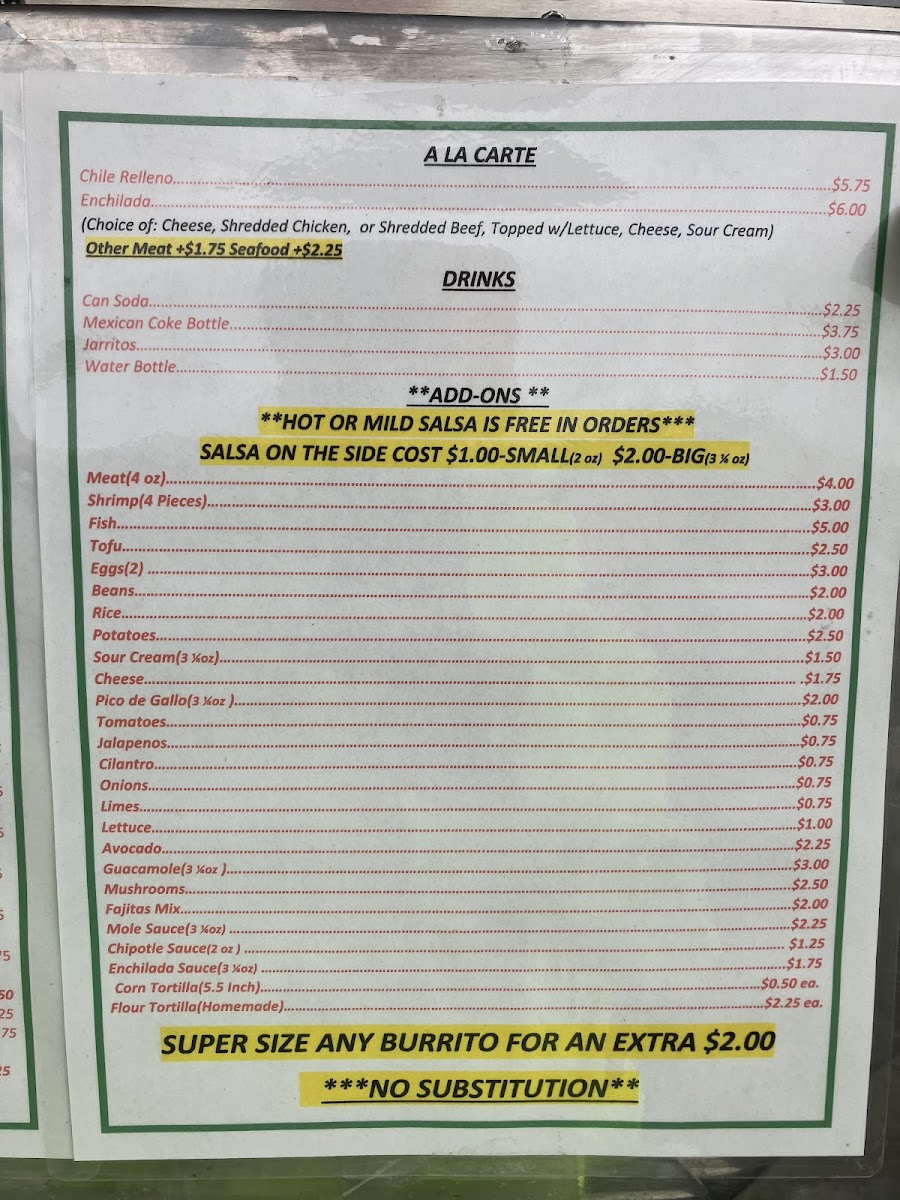 A LA CARTE
Chile Relleno....$5.75
Enchilada....$6.00
(Choice of: Cheese, Shredded Chicken, or Shredded Beef, Topped w/Lettuce, Cheese, Sour Cream)
Other Meat +$1.75 Seafood +$2.25
DRINKS
Can Soda....$2.25
Mexican Coke Bottle....$3.75
Jarritos....$3.00
Water Bottle....$1.50
**ADD-ONS **
**HOT OR MILD SALSA IS FREE IN ORDERS***
SALSA ON THE SIDE COST $1.00-SMALL(2 oz) $2.00-BIG(3 ¼ oz)
Meat(4 oz)....$4.00
Shrimp(4 Pieces)....$3.00
Fish....$5.00
Tofu....$2.50
Eggs(2) ....$3.00
Beans....$2.00
Rice....$2.00
Potatoes....$2.50
Sour Cream(3 ¼oz)....$1.50
Cheese....$1.75
Pico de Gallo(3 ¼oz )....$2.00
Tomatoes....$0.75
Jalapenos....$0.75
Cilantro....$0.75
Onions....$0.75
Limes....$0.75
Lettuce....$1.00
Avocado....$2.25
Guacamole(3 ¼oz )....$3.00
Mushrooms....$2.50
Fajitas Mix....$2.00
Mole Sauce(3 ¼oz) ....$2.25
Chipotle Sauce(2 oz ) .... $1.25
Enchilada Sauce(3 ¼oz) ....$1.75
Corn Tortilla(5.5 Inch)....$0.50 ea.
Flour Tortilla(Homemade)....$2.25 ea.
SUPER SIZE ANY BURRITO FOR AN EXTRA $2.00
***NO SUBSTITUTION**